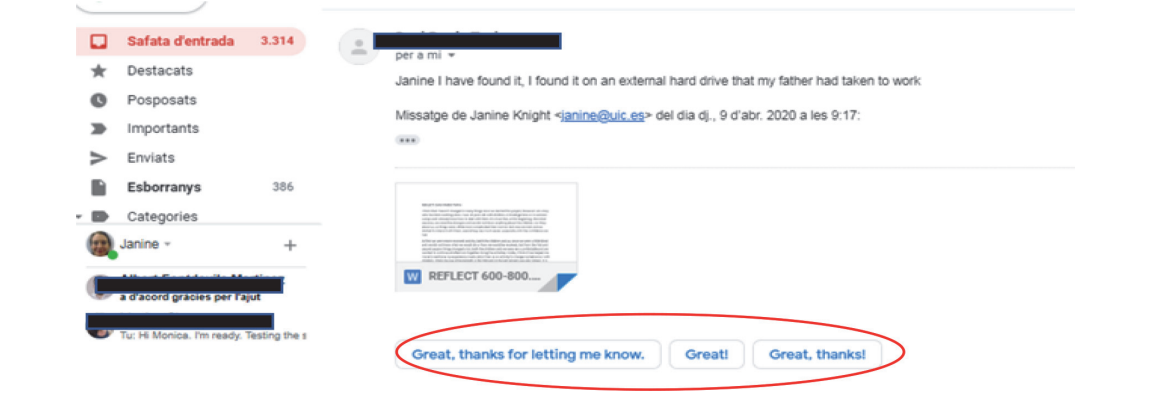 Safata d'entrada 3.314
Destacats
Posposats
Importants
Enviats
Esborranys 386
Categories
Janine
a d'acord gràcies per l'ajut
Tu: Hi Monica. I'm ready. Testing the s
per a mi
Janine I have found it, I found it on an external hard drive that my father had taken to work
Missatge de Janine Knight <janine@uic.es> del dia dj., 9 d'abr. 2020 a les 9:17:
W REFLECT 600-800....
Great, thanks for letting me know.
Great!
Great, thanks!